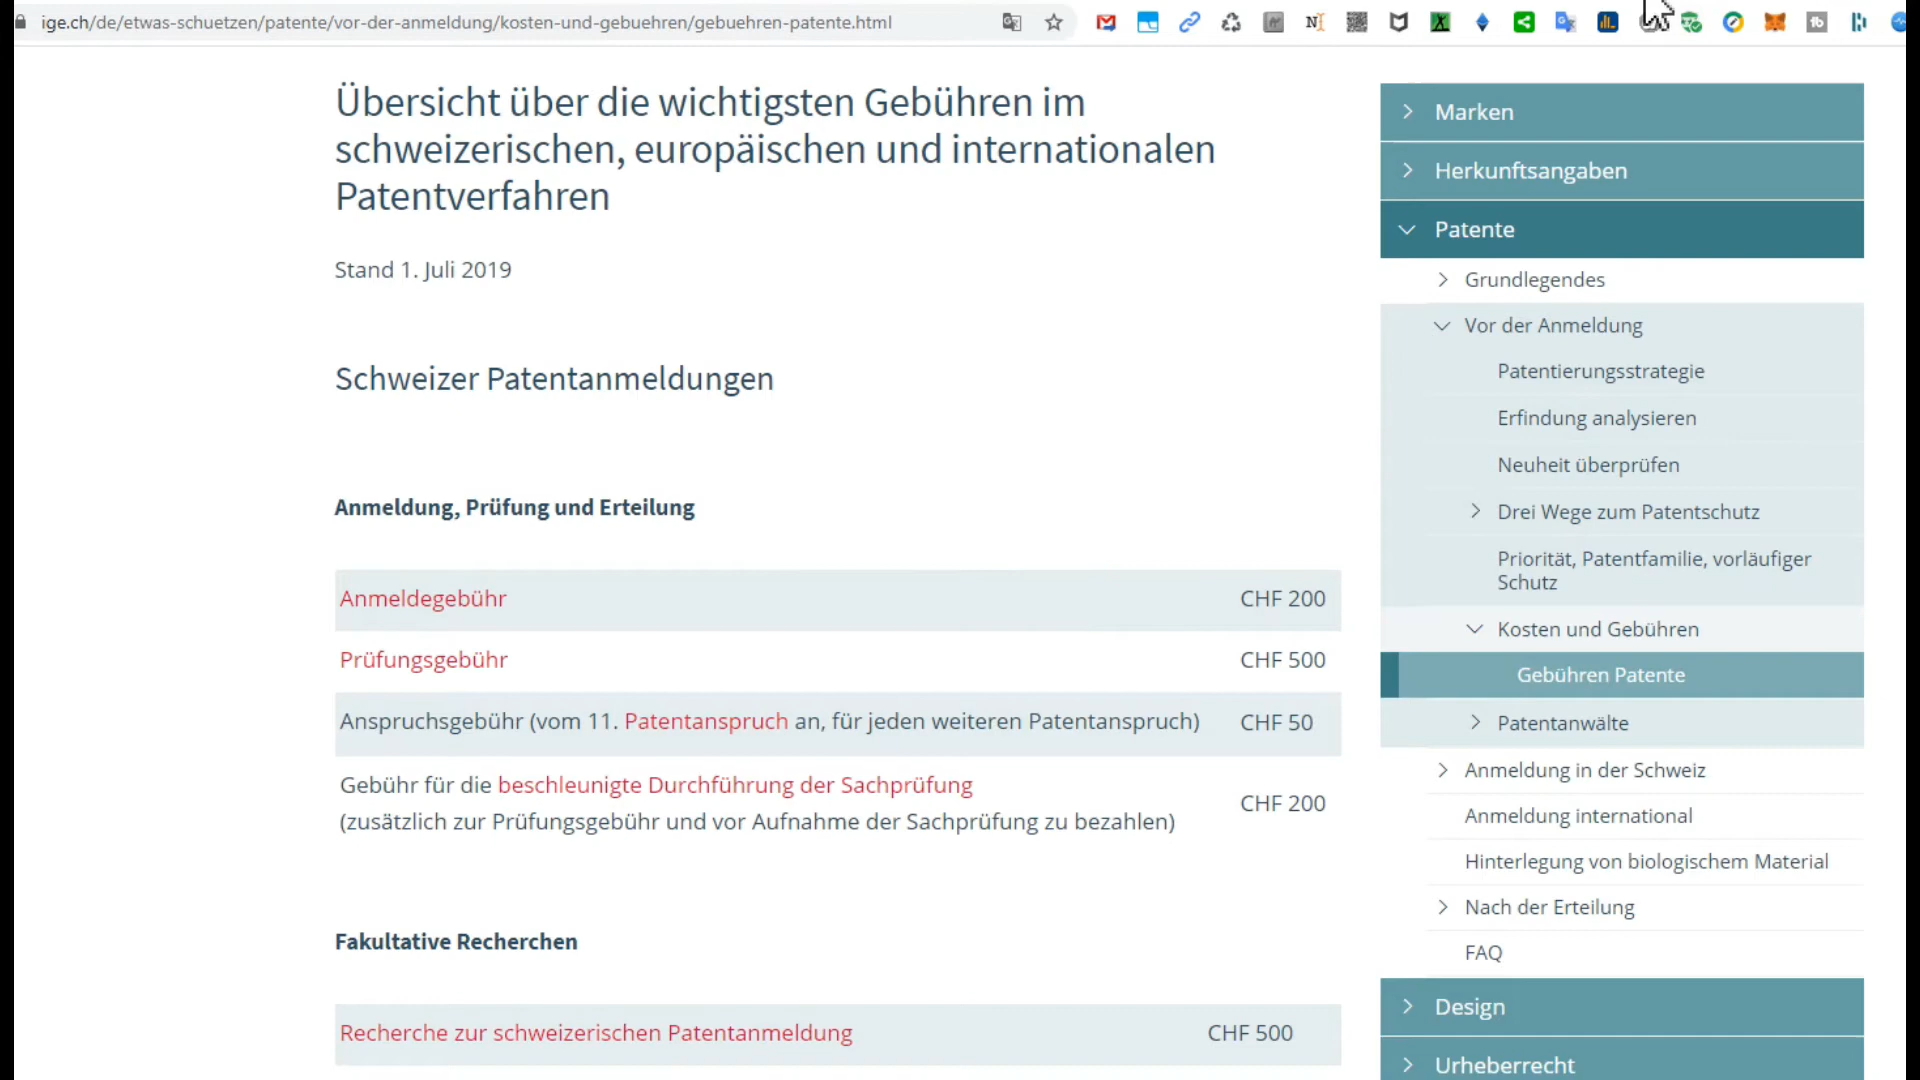 ige.ch/de/etwas-schuetzen/patente/vor-der-anmeldung/kosten-und-gebuehren/gebuehren-patente.html
Übersicht über die wichtigsten Gebühren im
schweizerischen, europäischen und internationalen
Patentverfahren
Stand 1. Juli 2019
Schweizer Patentanmeldungen
Anmeldung, Prüfung und Erteilung
Anmeldegebühr CHF 200
Prüfungsgebühr CHF 500
Anspruchsgebühr (vom 11. Patentanspruch an, für jeden weiteren Patentanspruch) CHF 50
Gebühr für die beschleunigte Durchführung der Sachprüfung
(zusätzlich zur Prüfungsgebühr und vor Aufnahme der Sachprüfung zu bezahlen)
CHF 200
Fakultative Recherchen
Recherche zur schweizerischen Patentanmeldung CHF 500
Marken
Herkunftsangaben
Patente
Grundlegendes
Vor der Anmeldung
Patentierungsstrategie
Erfindung analysieren
Neuheit überprüfen
Drei Wege zum Patentschutz
Priorität, Patentfamilie, vorläufiger
Schutz
Kosten und Gebühren
Gebühren Patente
Patentanwälte
Anmeldung in der Schweiz
Anmeldung international
Hinterlegung von biologischem Material
Nach der Erteilung
FAQ
Design
Urheberrecht